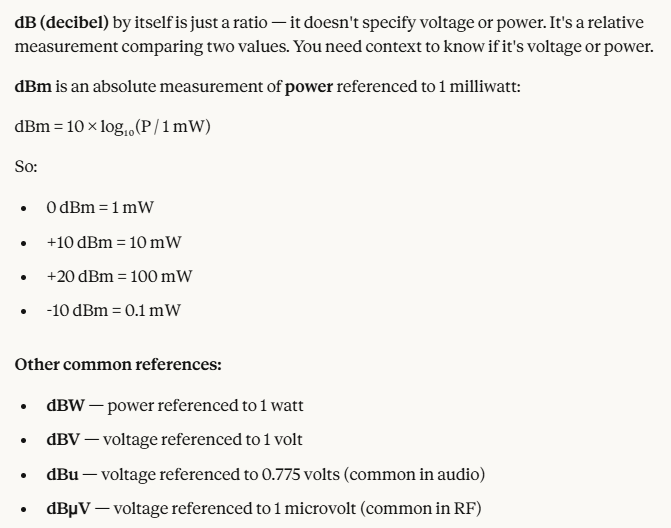 dB (decibel) by itself is just a ratio — it doesn't specify voltage or power. It's a relative
measurement comparing two values. You need context to know if it's voltage or power.
dBm is an absolute measurement of power referenced to 1 milliwatt:
dBm = 10 × log₁₀(P / 1 mW)
So:
• 0 dBm = 1 mW
• +10 dBm = 10 mW
• +20 dBm = 100 mW
• -10 dBm = 0.1 mW
Other common references:
• dBW — power referenced to 1 watt
• dBV — voltage referenced to 1 volt
• dBu — voltage referenced to 0.775 volts (common in audio)
• dBμV — voltage referenced to 1 microvolt (common in RF)